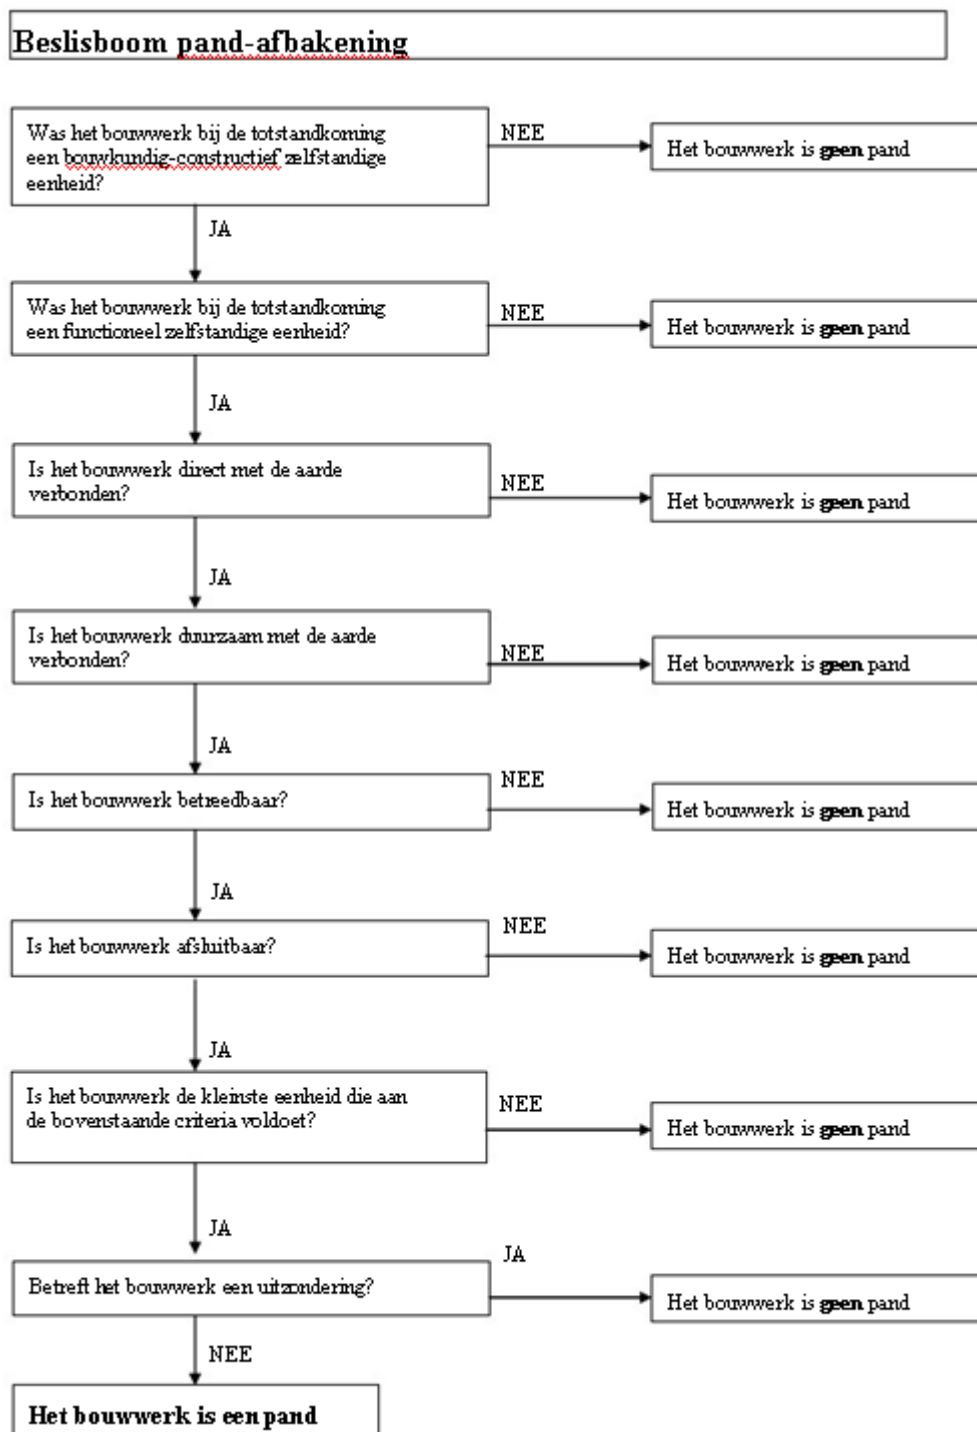 Beslisboom pand-afbakening
Was het bouwwerk bij de totstandkoming
een bouwkundig-constructief zelfstandige
eenheid?
NEE
Het bouwwerk is geen pand
JA
Was het bouwwerk bij de totstandkoming
een functioneel zelfstandige eenheid?
NEE
Het bouwwerk is geen pand
JA
Is het bouwwerk direct met de aarde
verbonden?
NEE
Het bouwwerk is geen pand
JA
Is het bouwwerk duurzaam met de aarde
verbonden?
NEE
Het bouwwerk is geen pand
JA
Is het bouwwerk betreedbaar?
NEE
Het bouwwerk is geen pand
JA
Is het bouwwerk afsluitbaar?
NEE
Het bouwwerk is geen pand
JA
Is het bouwwerk de kleinste eenheid die aan
de bovenstaande criteria voldoet?
NEE
Het bouwwerk is geen pand
JA
Betreft het bouwwerk een uitzondering?
JA
Het bouwwerk is geen pand
NEE
Het bouwwerk is een pand